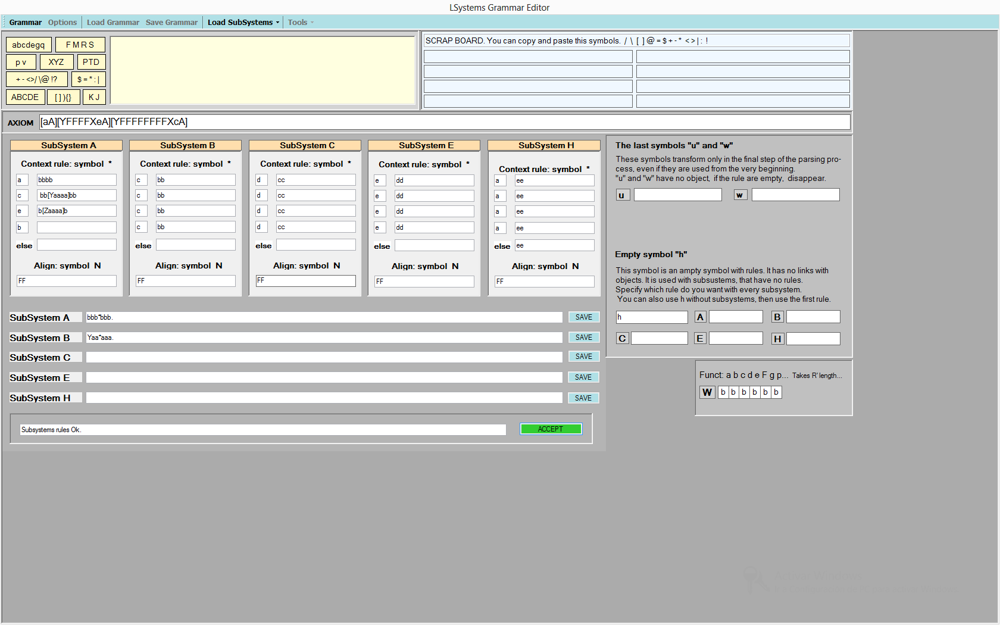 LSystems Grammar Editor
Grammar Options Load Grammar Save Grammar Load SubSystems Tools
abcdegq F M R S
p v XYZ PTD
+ - <>/ \@ !? $ = * : |
ABCDE [ ] ){} K J
SCRAP BOARD. You can copy and paste this symbols. / \ [ ] @ = $ + - * < > | : !
AXIOM [aA][YFFFFXeA][YFFFFFFFFXcA]
SubSystem A SubSystem B SubSystem C SubSystem E SubSystem H
Context rule: symbol * Context rule: symbol * Context rule: symbol * Context rule: symbol * Context rule: symbol *
a bbbb c bb d cc e dd a ee
c bb[Yaaaa]bb c bb d cc e dd a ee
e b[Zaaaa]b c bb d cc e dd a ee
b c bb d cc e dd a ee
else else else else else ee
Align: symbol N Align: symbol N Align: symbol N Align: symbol N Align: symbol N
FF FF FF FF FF
The last symbols "u" and "w"
These symbols transform only in the final step of the parsing pro-
cess, even if they are used from the very beginning.
"u" and "w" have no object, if the rule are empty, disappear.
u w
Empty symbol "h"
This symbol is an ampty symbol with rules. It has no links with
objects. It is used with subsustems, that have no rules.
Specify which rule do you want with every subsystem.
You can also use h without subsystems, then use the first rule.
h A B
C E H
SubSystem A bbb*bbb. SAVE
SubSystem B Yaa*aaa. SAVE
SubSystem C SAVE
SubSystem E SAVE
SubSystem H SAVE
Subsystems rules Ok. ACCEPT
Funct: a b c d e F g p... Takes R' length...
W b b b b b b